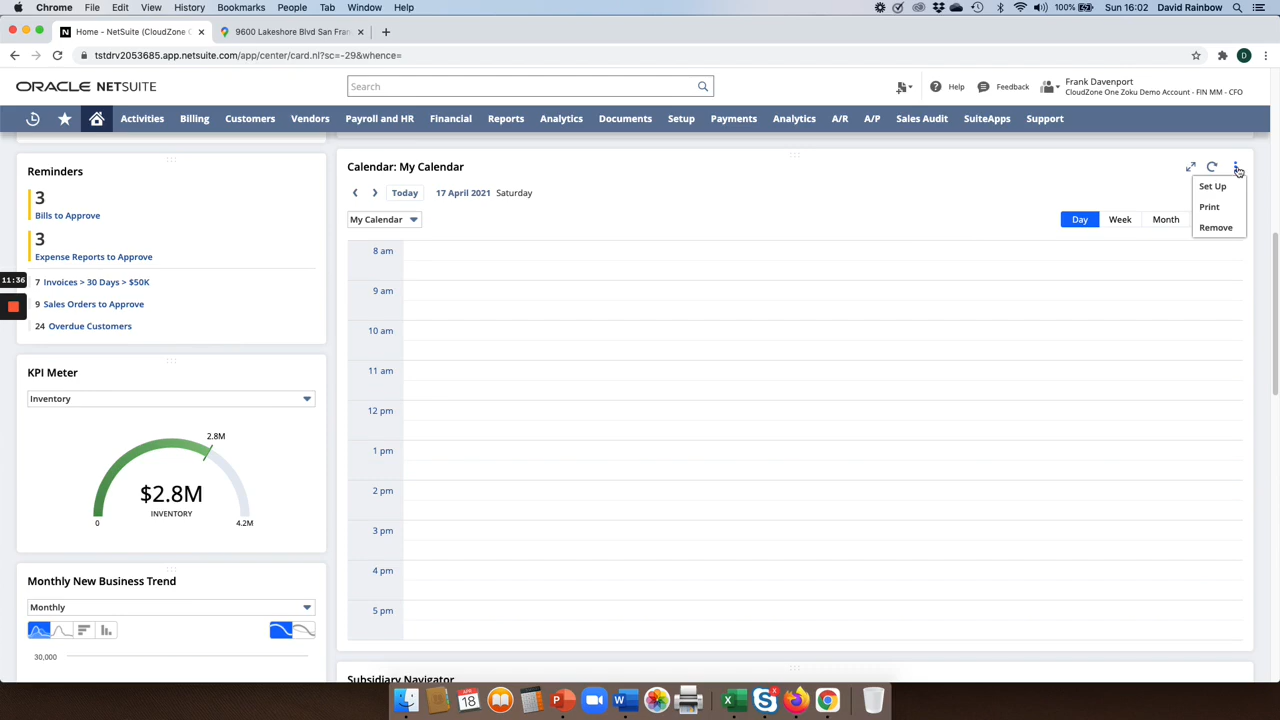 Chrome File Edit View History Bookmarks People Tab Window Help 100% Sun 16:02 David Rainbow
Home - NetSuite (CloudZone 9600 Lakeshore Blvd San Fran
tstdrv2053685.app.netsuite.com/app/center/card.nl?sc=-29&whence= D
ORACLE NETSUITE Search Help Feedback Frank Davenport
CloudZone One Zoku Demo Account - FIN MM - CFO
Activities Billing Customers Vendors Payroll and HR Financial Reports Analytics Documents Setup Payments Analytics A/R A/P Sales Audit SuiteApps Support
Reminders
3
Bills to Approve
3
Expense Reports to Approve
7 Invoices > 30 Days > $50K
9 Sales Orders to Approve
24 Overdue Customers
11:36
KPI Meter
Inventory
2.8M
$2.8M
INVENTORY
0 4.2M
Monthly New Business Trend
Monthly
30,000
Calendar: My Calendar
Today 17 April 2021 Saturday
My Calendar Day Week Month
Set Up
Print
Remove
8 am
9 am
10 am
11 am
12 pm
1 pm
2 pm
3 pm
4 pm
5 pm
Subsidiary Navigator
APR
18